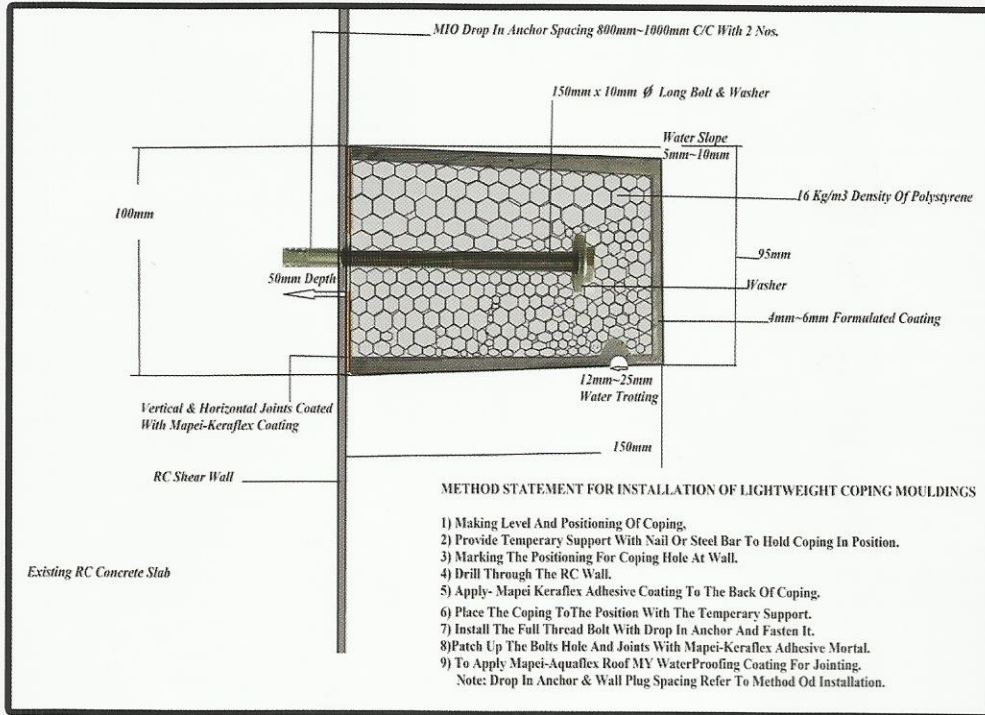 MIO Drop In Anchor Spacing 800mm~1000mm C/C With 2 Nos.
150mm x 10mm Ø Long Bolt & Washer
Water Slope
5mm~10mm
16 Kg/m3 Density Of Polystyrene
100mm
95mm
50mm Depth
Washer
4mm~6mm Formulated Coating
12mm~25mm
Water Trotting
Vertical & Horizontal Joints Coated
With Mapei-Keraflex Coating
150mm
RC Shear Wall
Existing RC Concrete Slab
METHOD STATEMENT FOR INSTALLATION OF LIGHTWEIGHT COPING MOULDINGS
1) Making Level And Positioning Of Coping.
2) Provide Temperary Support With Nail Or Steel Bar To Hold Coping In Position.
3) Marking The Positioning For Coping Hole At Wall.
4) Drill Through The RC Wall.
5) Apply- Mapei Keraflex Adhesive Coating To The Back Of Coping.
6) Place The Coping ToThe Position With The Temperary Support.
7) Install The Full Thread Bolt With Drop In Anchor And Fasten It.
8)Patch Up The Bolts Hole And Joints With Mapei-Keraflex Adhesive Mortal.
9) To Apply Mapei-Aquaflex Roof MY WaterProofing Coating For Jointing.
Note: Drop In Anchor & Wall Plug Spacing Refer To Method Od Installation.